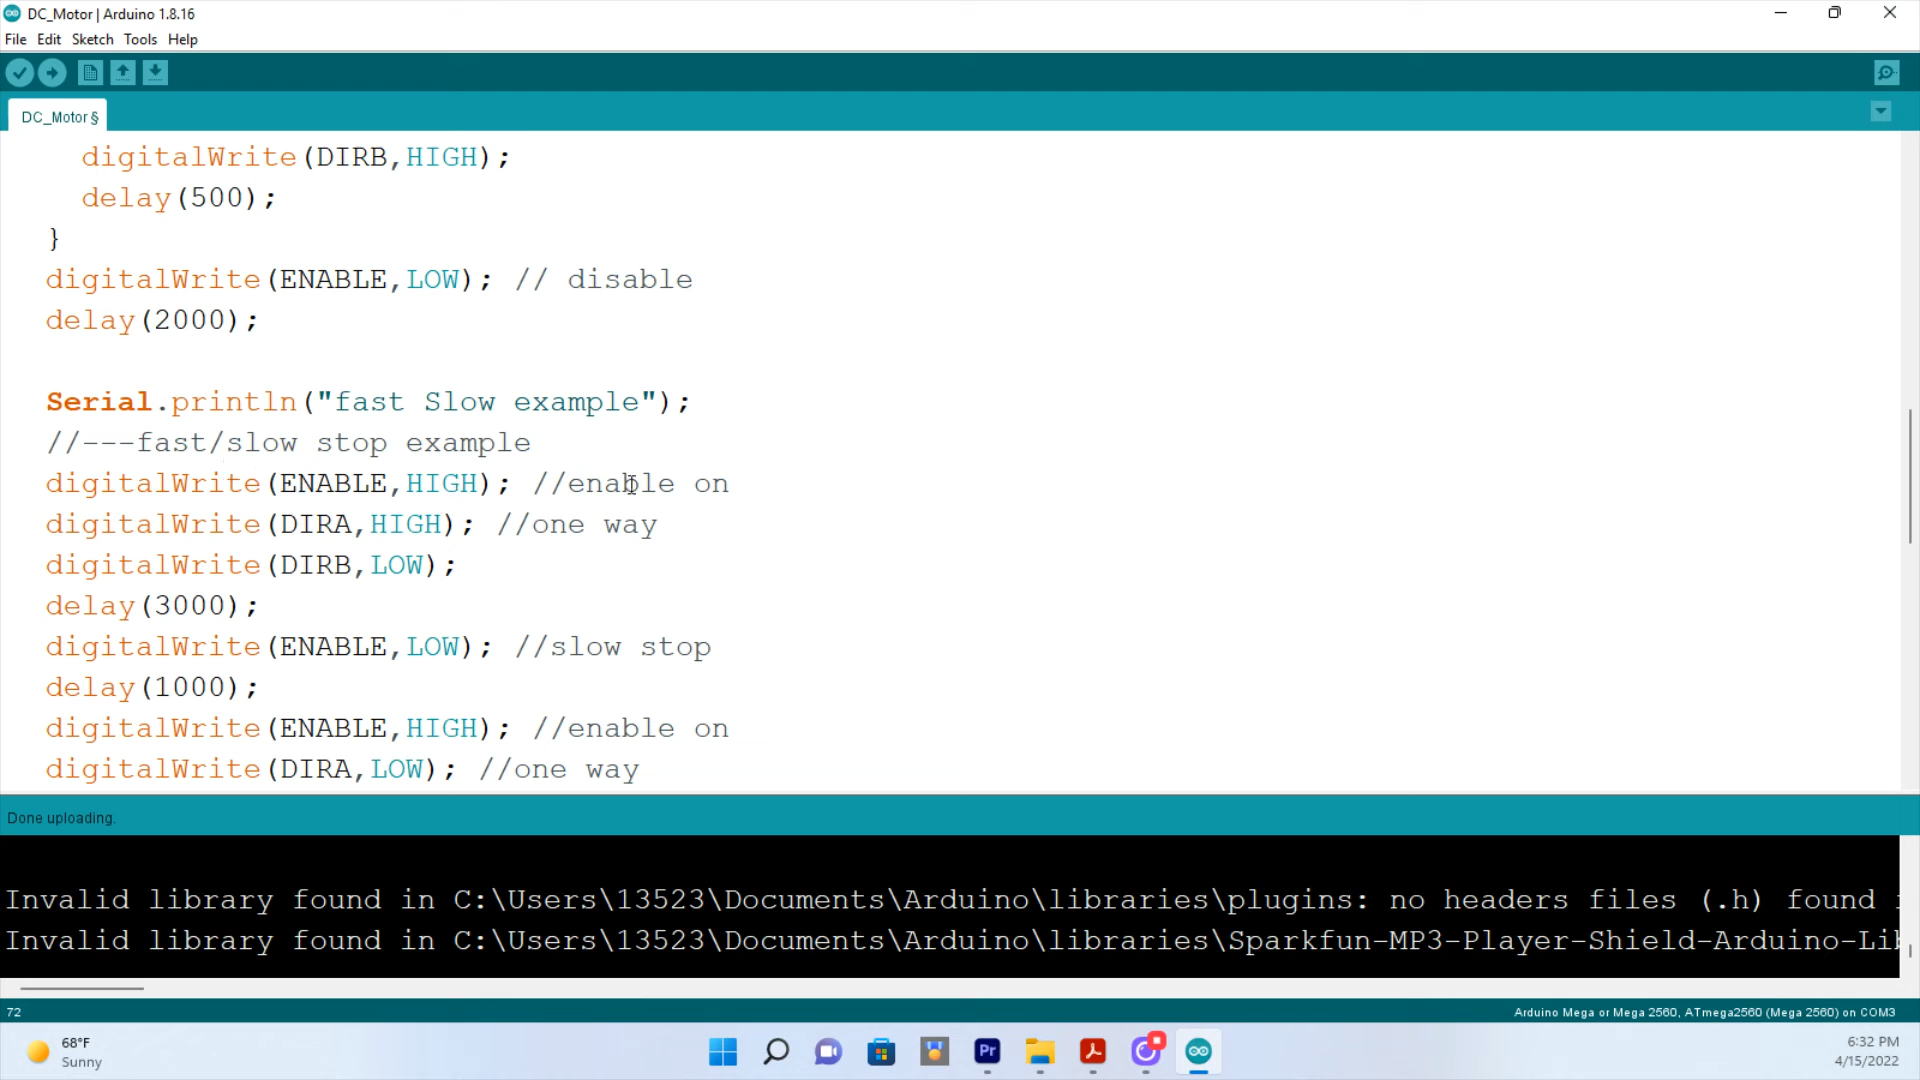 DC_Motor | Arduino 1.8.16
File Edit Sketch Tools Help
DC_Motor §
digitalWrite(DIRB,HIGH);
delay(500);
}
digitalWrite(ENABLE,LOW); // disable
delay(2000);
Serial.println("fast Slow example");
//---fast/slow stop example
digitalWrite(ENABLE,HIGH); //enable on
digitalWrite(DIRA,HIGH); //one way
digitalWrite(DIRB,LOW);
delay(3000);
digitalWrite(ENABLE,LOW); //slow stop
delay(1000);
digitalWrite(ENABLE,HIGH); //enable on
digitalWrite(DIRA,LOW); //one way
Done uploading.
Invalid library found in C:\Users\13523\Documents\Arduino\libraries\plugins: no headers files (.h) found
Invalid library found in C:\Users\13523\Documents\Arduino\libraries\Sparkfun-MP3-Player-Shield-Arduino-Lib
72
Arduino Mega or Mega 2560, ATmega2560 (Mega 2560) on COM3
68°F
Sunny
Pr
6:32 PM
4/15/2022